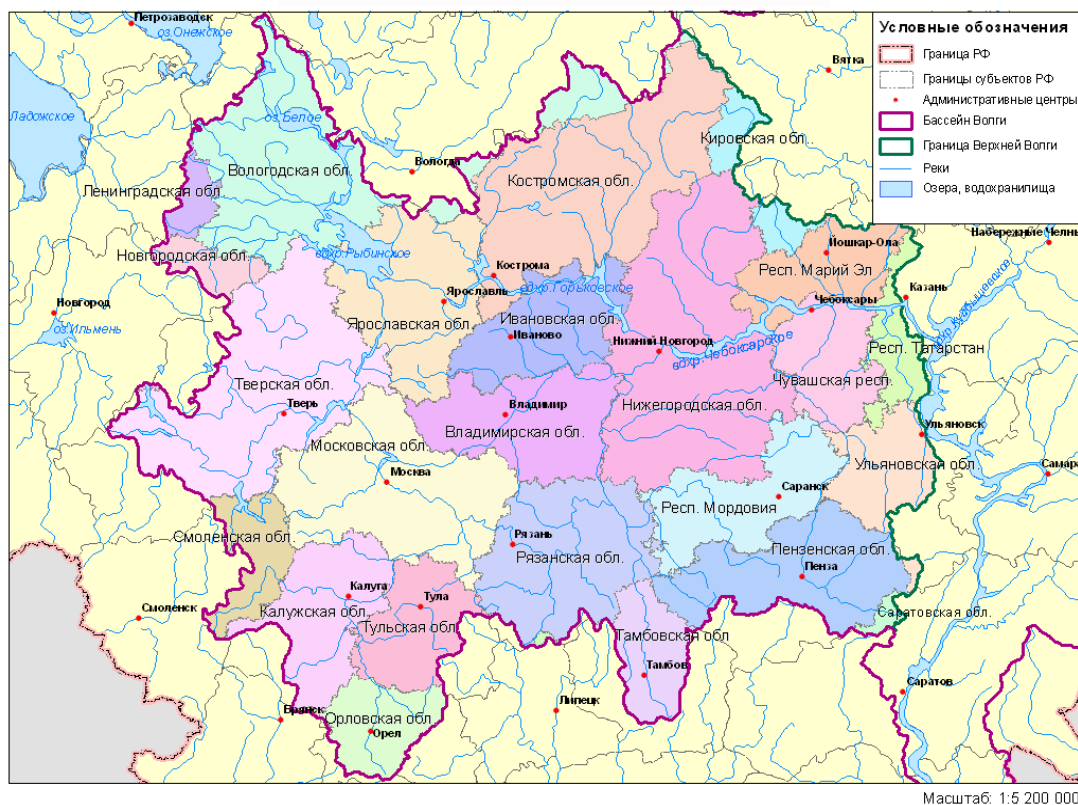 Условные обозначения
Граница РФ
Границы субъектов РФ
Административные центры
Бассейн Волги
Граница Верхней Волги
Реки
Озера, водохранилища
Петрозаводск
оз.Онежское
Вятка
Ладожское
оз.Белое
Вологда
Кировская обл.
Вологодская обл.
Костромская обл.
Ленинградская обл.
Набережные Челны
Йошкар-Ола
Новгородская обл.
вдхр.Рыбинское
Кострома
Респ. Марий Эл
вдхр.Куйбышевское
Новгород
Ярославль
вдхр.Горьковское
Чебоксары
Казань
оз.Ильмень
Ярославская обл.
Ивановская обл.
Иваново
Нижний Новгород
вдхр.Чебоксарское
Респ. Татарстан
Тверская обл.
Чувашская респ.
Тверь
Владимир
Нижегородская обл.
Владимирская обл.
Московская обл.
Ульяновск
Ульяновская обл.
Москва
Самара
Саранск
Респ. Мордовия
Смоленская обл.
Рязань
Рязанская обл.
Пензенская обл.
Пенза
Калуга
Тула
Смоленск
Калужская обл.
Тульская обл.
Саратовская обл.
Тамбовская обл
Тамбов
Саратов
Липецк
Брянск
Орловская обл
Орел
Масштаб: 1:5 200 000